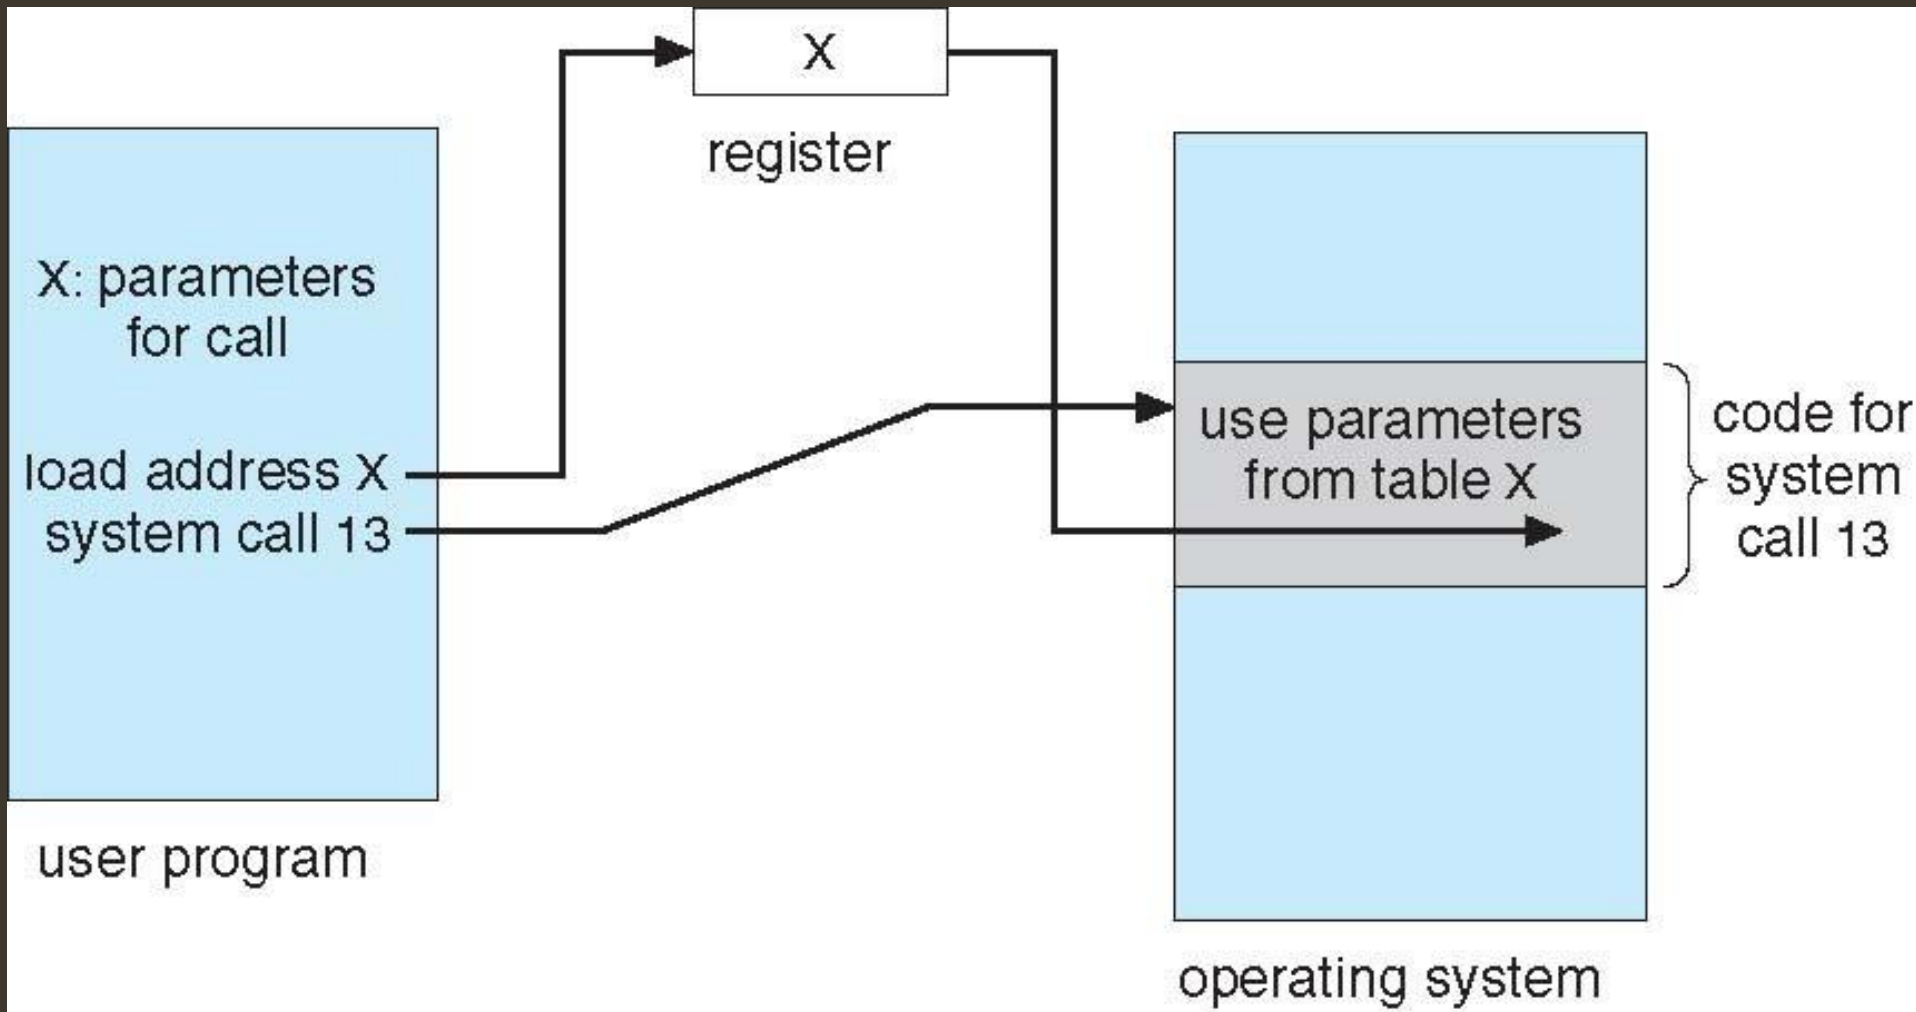 X
register
X: parameters
for call
load address X
system call 13
user program
use parameters
from table X
code for
system
call 13
operating system